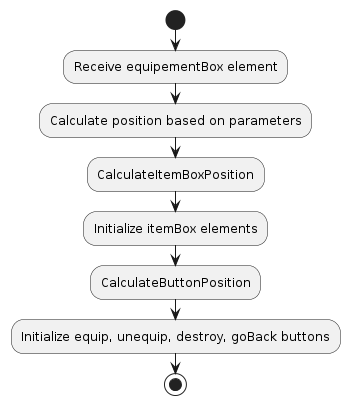 Receive equipementBox element
Calculate position based on parameters
CalculateItemBoxPosition
Initialize itemBox elements
CalculateButtonPosition
Initialize equip, unequip, destroy, goBack buttons